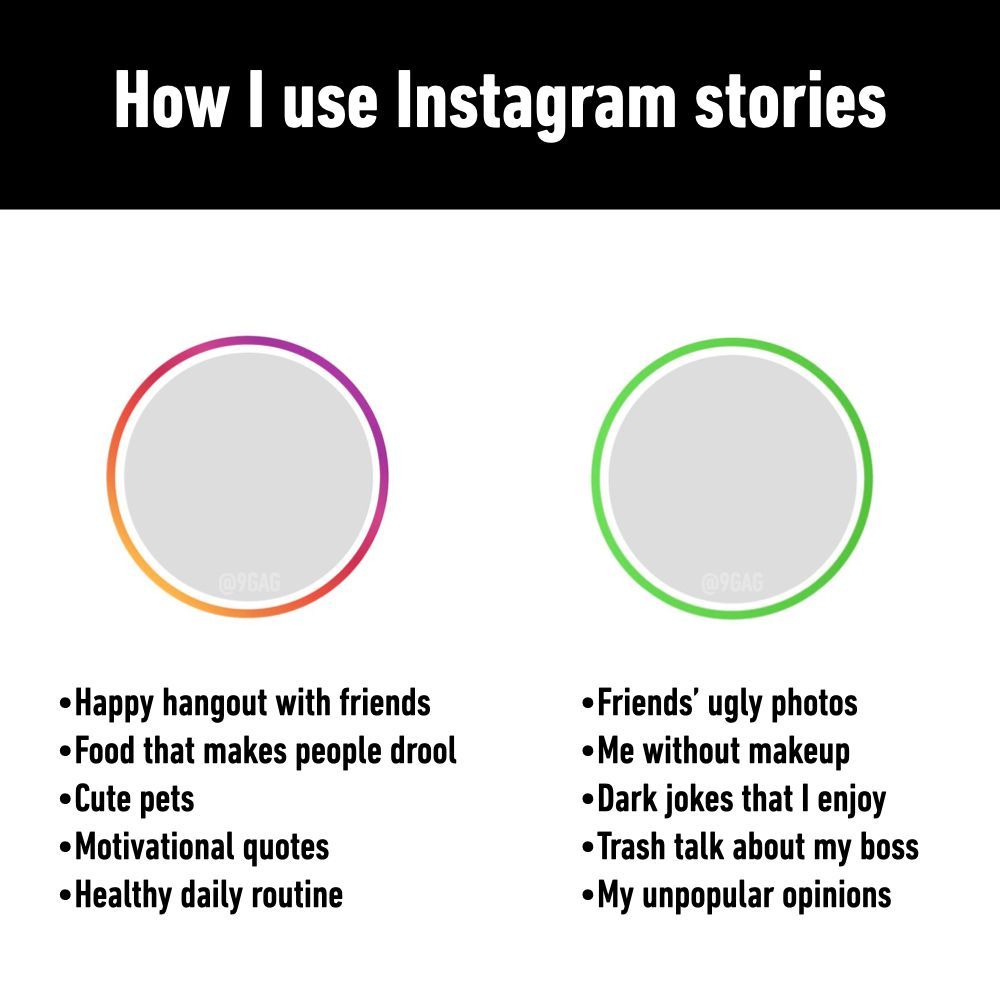 How I use Instagram stories
@9GAG
@9GAG
•Happy hangout with friends
•Food that makes people drool
•Cute pets
•Motivational quotes
•Healthy daily routine
•Friends’ ugly photos
•Me without makeup
•Dark jokes that I enjoy
•Trash talk about my boss
•My unpopular opinions